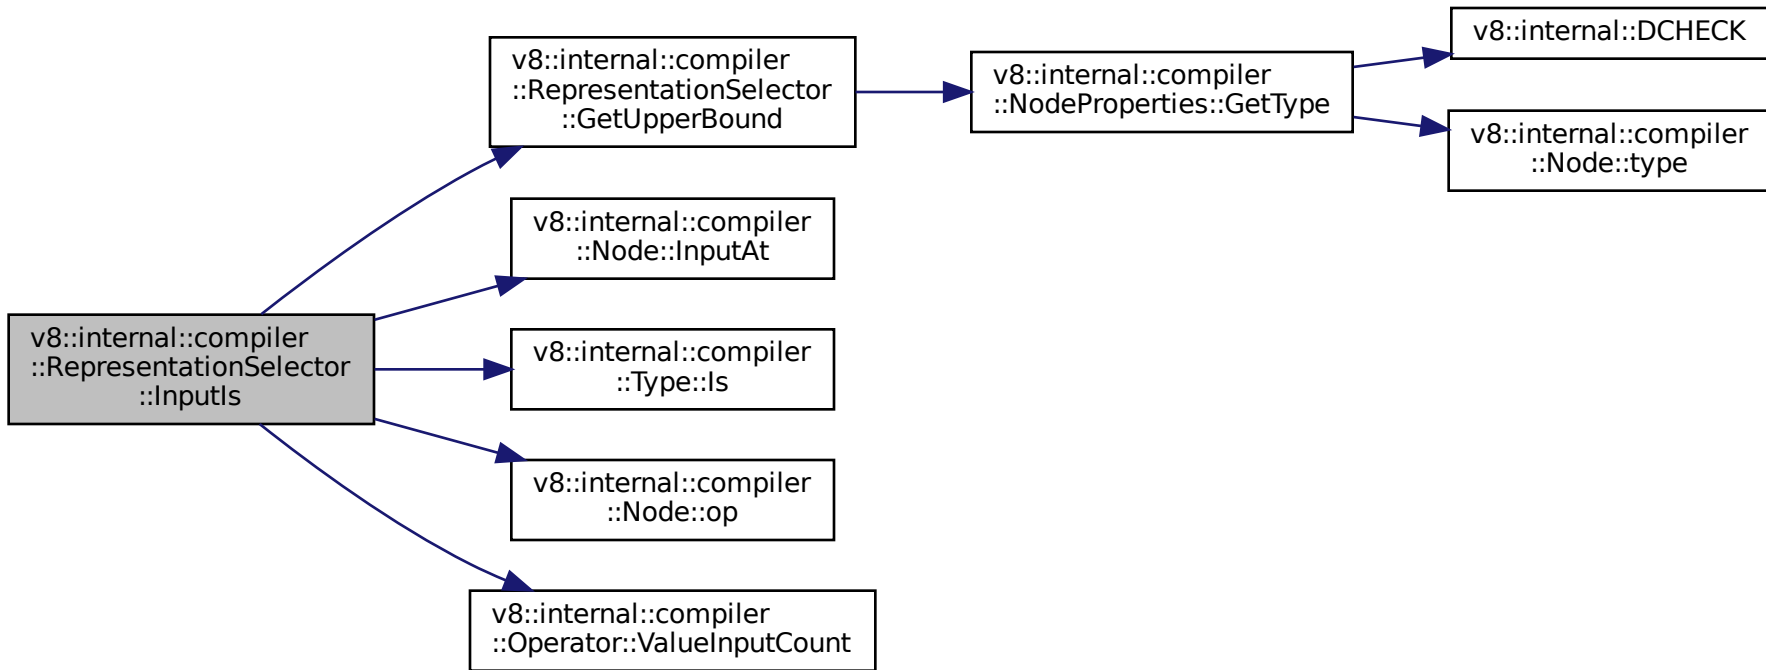 v8::internal::compiler
::RepresentationSelector
::InputIs
v8::internal::compiler
::RepresentationSelector
::GetUpperBound
v8::internal::compiler
::NodeProperties::GetType
v8::internal::DCHECK
v8::internal::compiler
::Node::type
v8::internal::compiler
::Node::InputAt
v8::internal::compiler
::Type::Is
v8::internal::compiler
::Node::op
v8::internal::compiler
::Operator::ValueInputCount